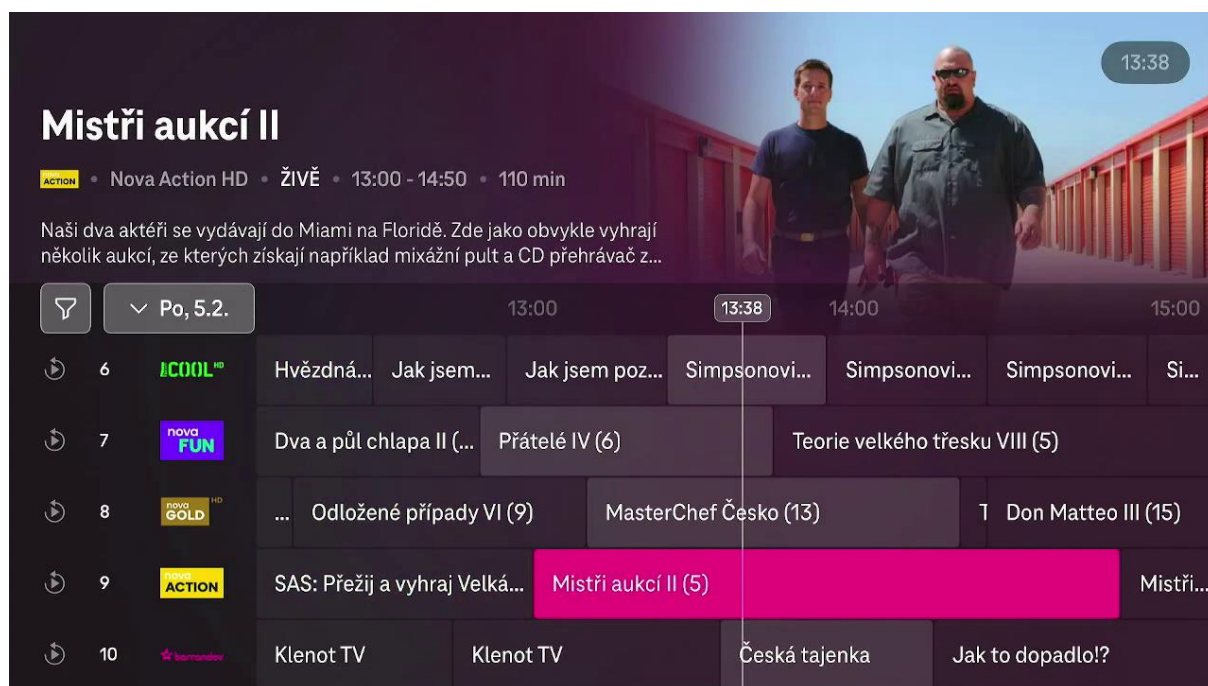 13:38
Mistři aukcí II
nova ACTION • Nova Action HD • ŽIVĚ • 13:00 - 14:50 • 110 min
Naši dva aktéři se vydávají do Miami na Floridě. Zde jako obvykle vyhrají
několik aukcí, ze kterých získají například mixážní pult a CD přehrávač z...
Po, 5.2. 13:00 13:38 14:00 15:00
6 COOL HD Hvězdná... Jak jsem... Jak jsem poz... Simpsonovi... Simpsonovi... Simpsonovi... Si...
7 nova FUN Dva a půl chlapa II (... Přátelé IV (6) Teorie velkého třesku VIII (5)
8 nova GOLD HD ... Odložené případy VI (9) MasterChef Česko (13) T Don Matteo III (15)
9 nova ACTION SAS: Přežij a vyhraj Velká... Mistři aukcí II (5) Mistři...
10 barrandov Klenot TV Klenot TV Česká tajenka Jak to dopadlo!?